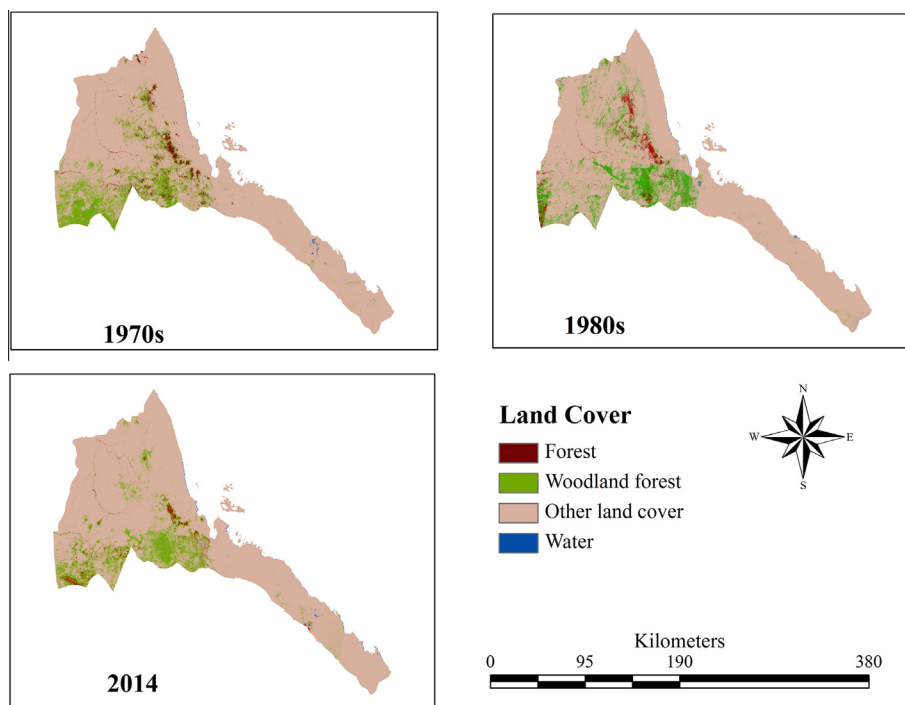 1970s
1980s
2014
Land Cover
Forest
Woodland forest
Other land cover
Water
N
W E
S
Kilometers
0 95 190 380